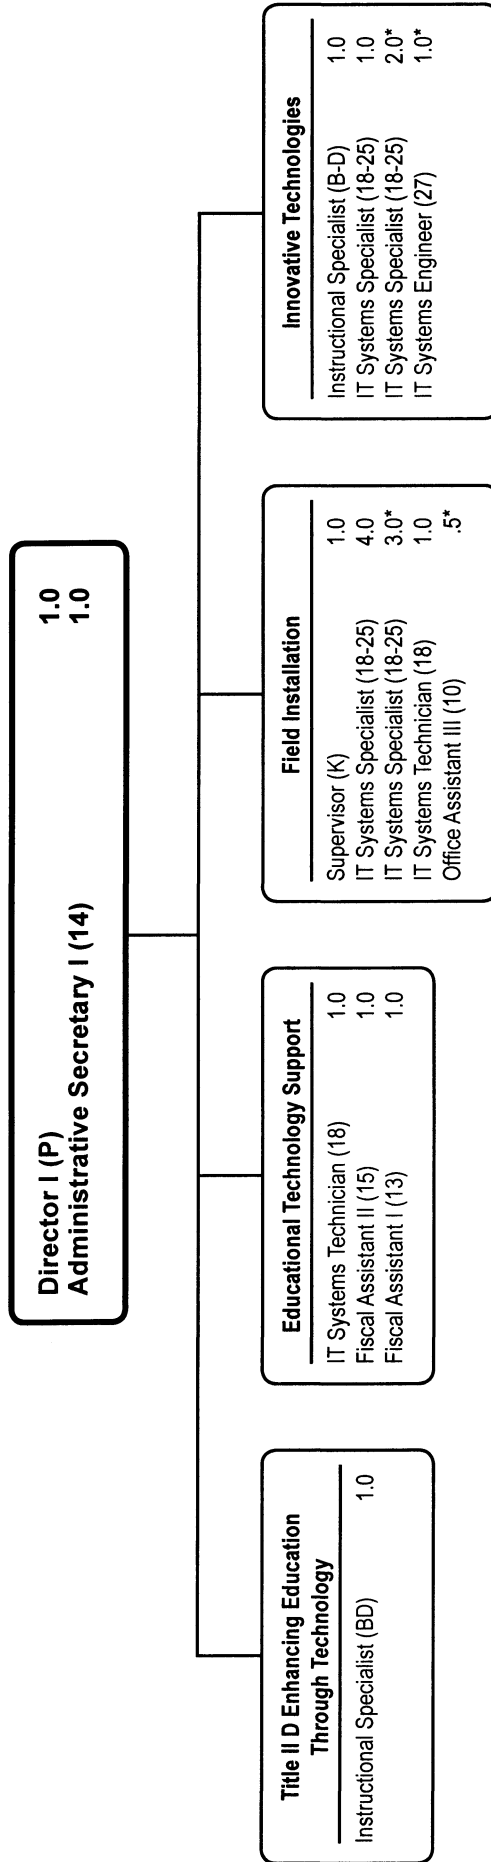 Director I (P) 1.0
Administrative Secretary I (14) 1.0
Title II D Enhancing Education
Through Technology
Instructional Specialist (BD) 1.0
Educational Technology Support
IT Systems Technician (18) 1.0
Fiscal Assistant II (15) 1.0
Fiscal Assistant I (13) 1.0
Field Installation
Supervisor (K) 1.0
IT Systems Specialist (18-25) 4.0
IT Systems Specialist (18-25) 3.0*
IT Systems Technician (18) 1.0
Office Assistant III (10) .5*
Innovative Technologies
Instructional Specialist (B-D) 1.0
IT Systems Specialist (18-25) 1.0
IT Systems Specialist (18-25) 2.0*
IT Systems Engineer (27) 1.0*